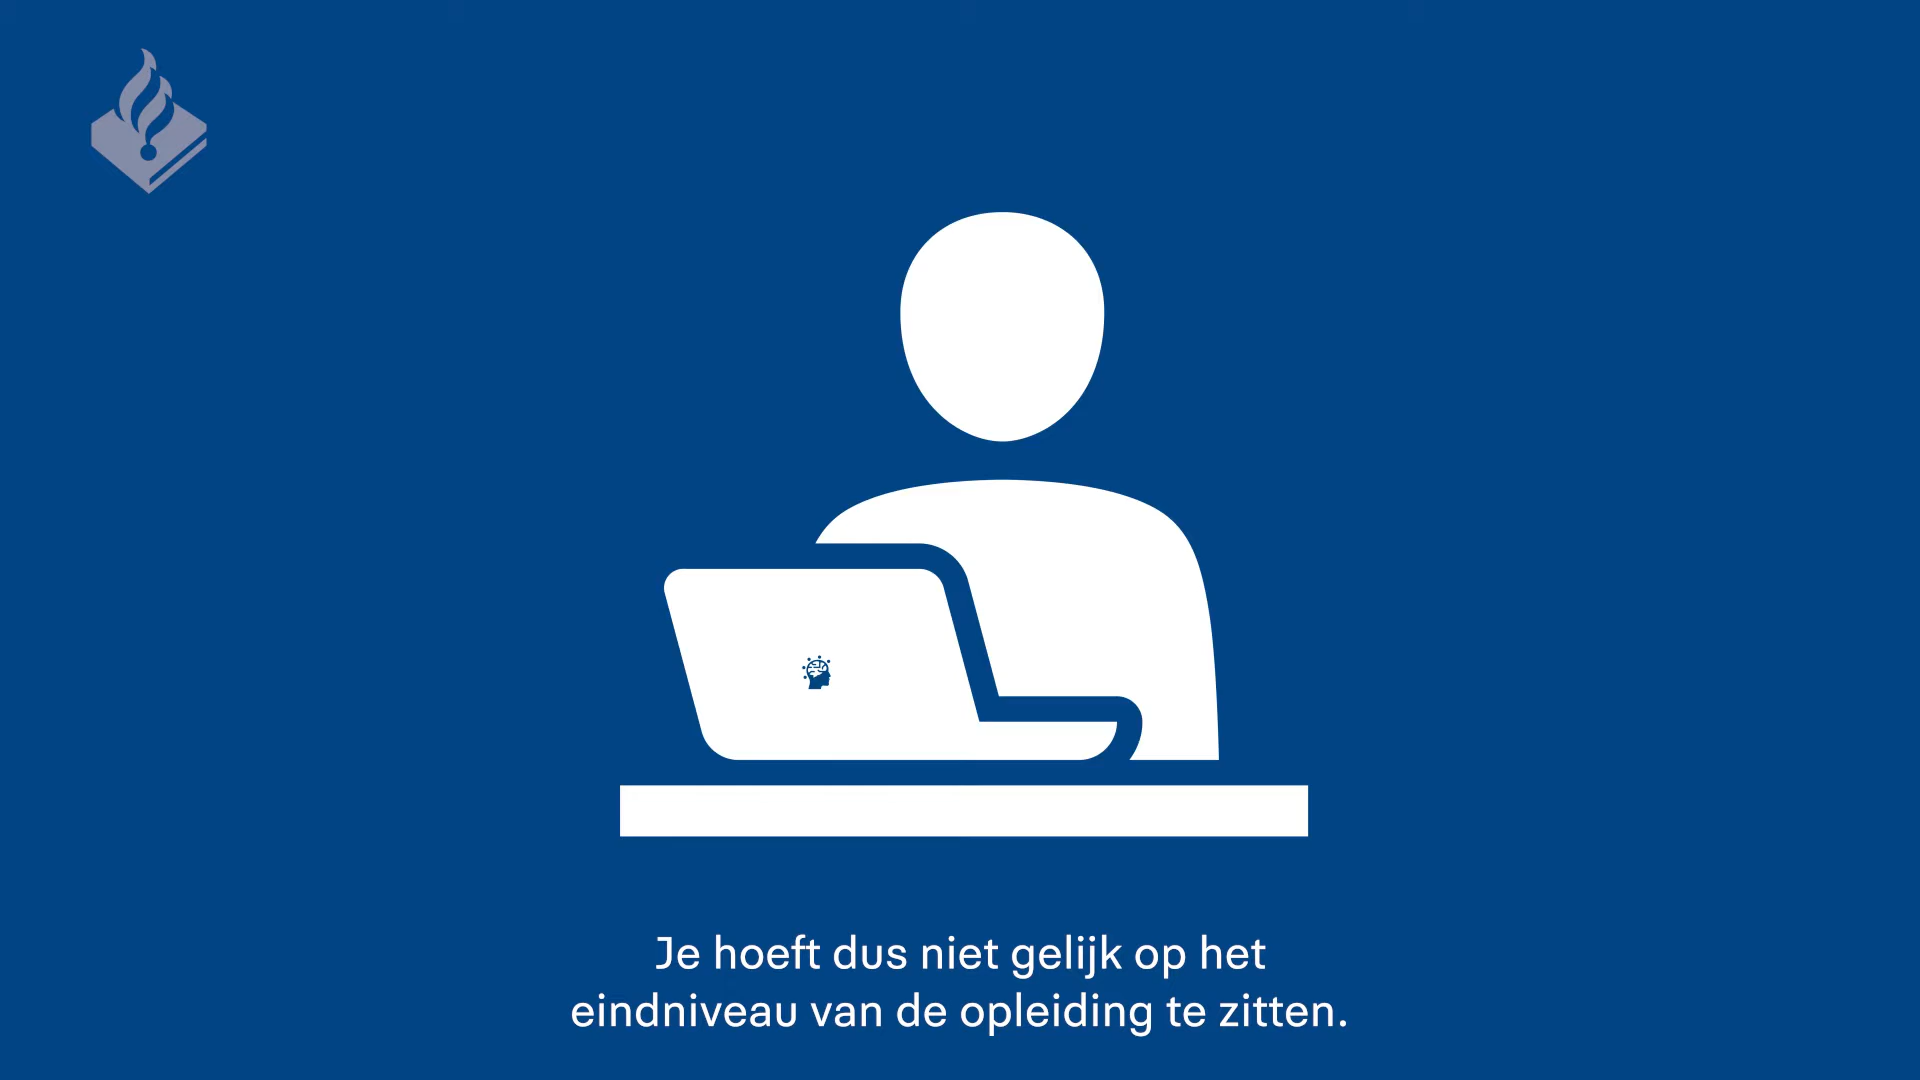 Je hoeft dus niet gelijk op het
eindniveau van de opleiding te zitten.